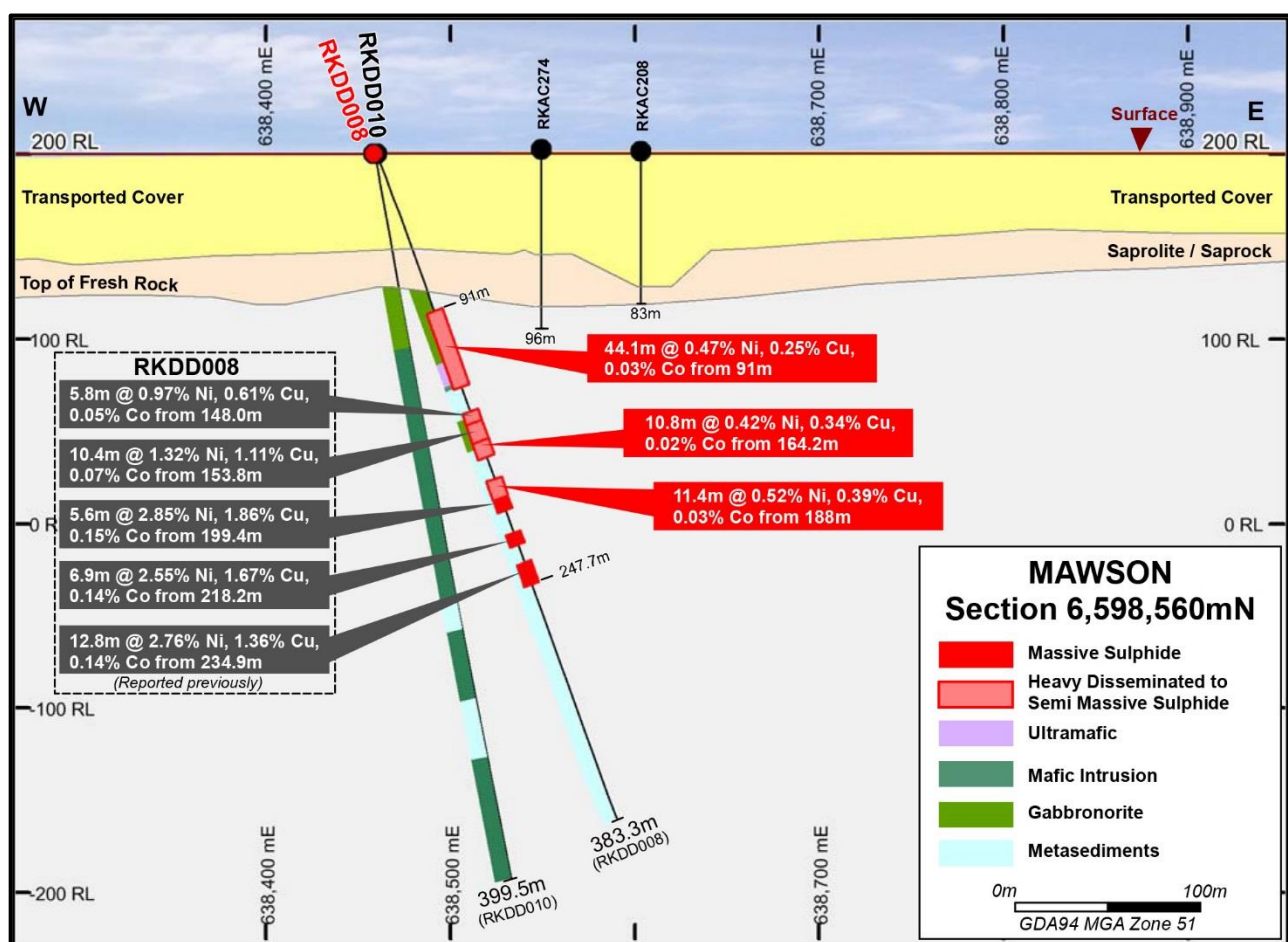 638,400 mE
RKDD008
RKDD010
RKAC274
RKAC208
638,700 mE
638,800 mE
638,900 mE
W
E
Surface
200 RL
200 RL
Transported Cover
Transported Cover
Saprolite / Saprock
Top of Fresh Rock
91m
96m
83m
100 RL
100 RL
RKDD008
5.8m @ 0.97% Ni, 0.61% Cu,
0.05% Co from 148.0m
10.4m @ 1.32% Ni, 1.11% Cu,
0.07% Co from 153.8m
5.6m @ 2.85% Ni, 1.86% Cu,
0.15% Co from 199.4m
6.9m @ 2.55% Ni, 1.67% Cu,
0.14% Co from 218.2m
12.8m @ 2.76% Ni, 1.36% Cu,
0.14% Co from 234.9m
(Reported previously)
44.1m @ 0.47% Ni, 0.25% Cu,
0.03% Co from 91m
10.8m @ 0.42% Ni, 0.34% Cu,
0.02% Co from 164.2m
11.4m @ 0.52% Ni, 0.39% Cu,
0.03% Co from 188m
0 RL
0 RL
247.7m
-100 RL
-200 RL
383.3m
(RKDD008)
399.5m
(RKDD010)
638,400 mE
638,500 mE
638,700 mE
MAWSON
Section 6,598,560mN
Massive Sulphide
Heavy Disseminated to
Semi Massive Sulphide
Ultramafic
Mafic Intrusion
Gabbronorite
Metasediments
0m
100m
GDA94 MGA Zone 51